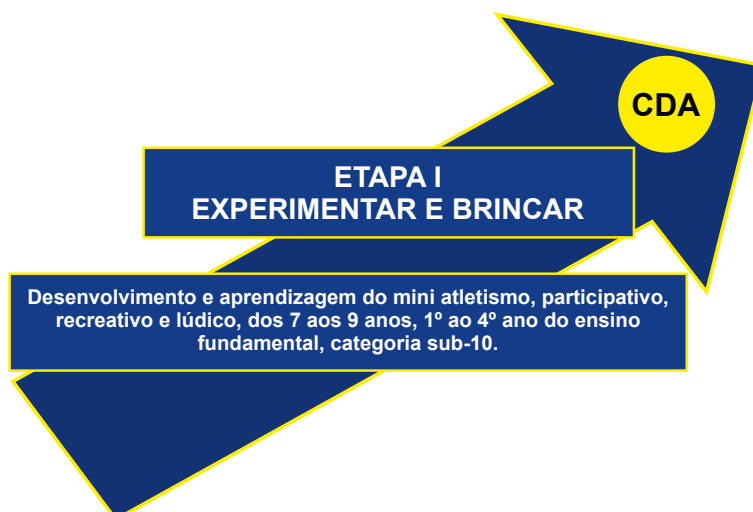 CDA
ETAPA I
EXPERIMENTAR E BRINCAR
Desenvolvimento e aprendizagem do mini atletismo, participativo,
recreativo e lúdico, dos 7 aos 9 anos, 1º ao 4º ano do ensino
fundamental, categoria sub-10.